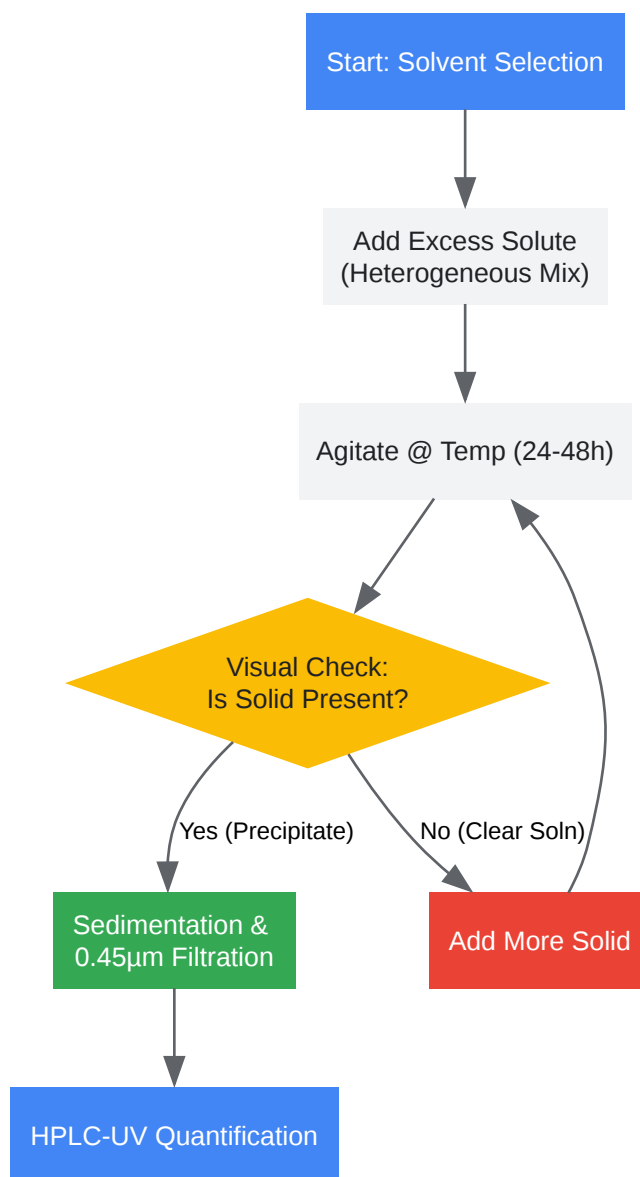 Start: Solvent Selection
Add Excess Solute
(Heterogeneous Mix)
Agitate @ Temp (24-48h)
Visual Check:
Is Solid Present?
Yes (Precipitate)
No (Clear Soln)
Sedimentation &
0.45µm Filtration
Add More Solid
HPLC-UV Quantification